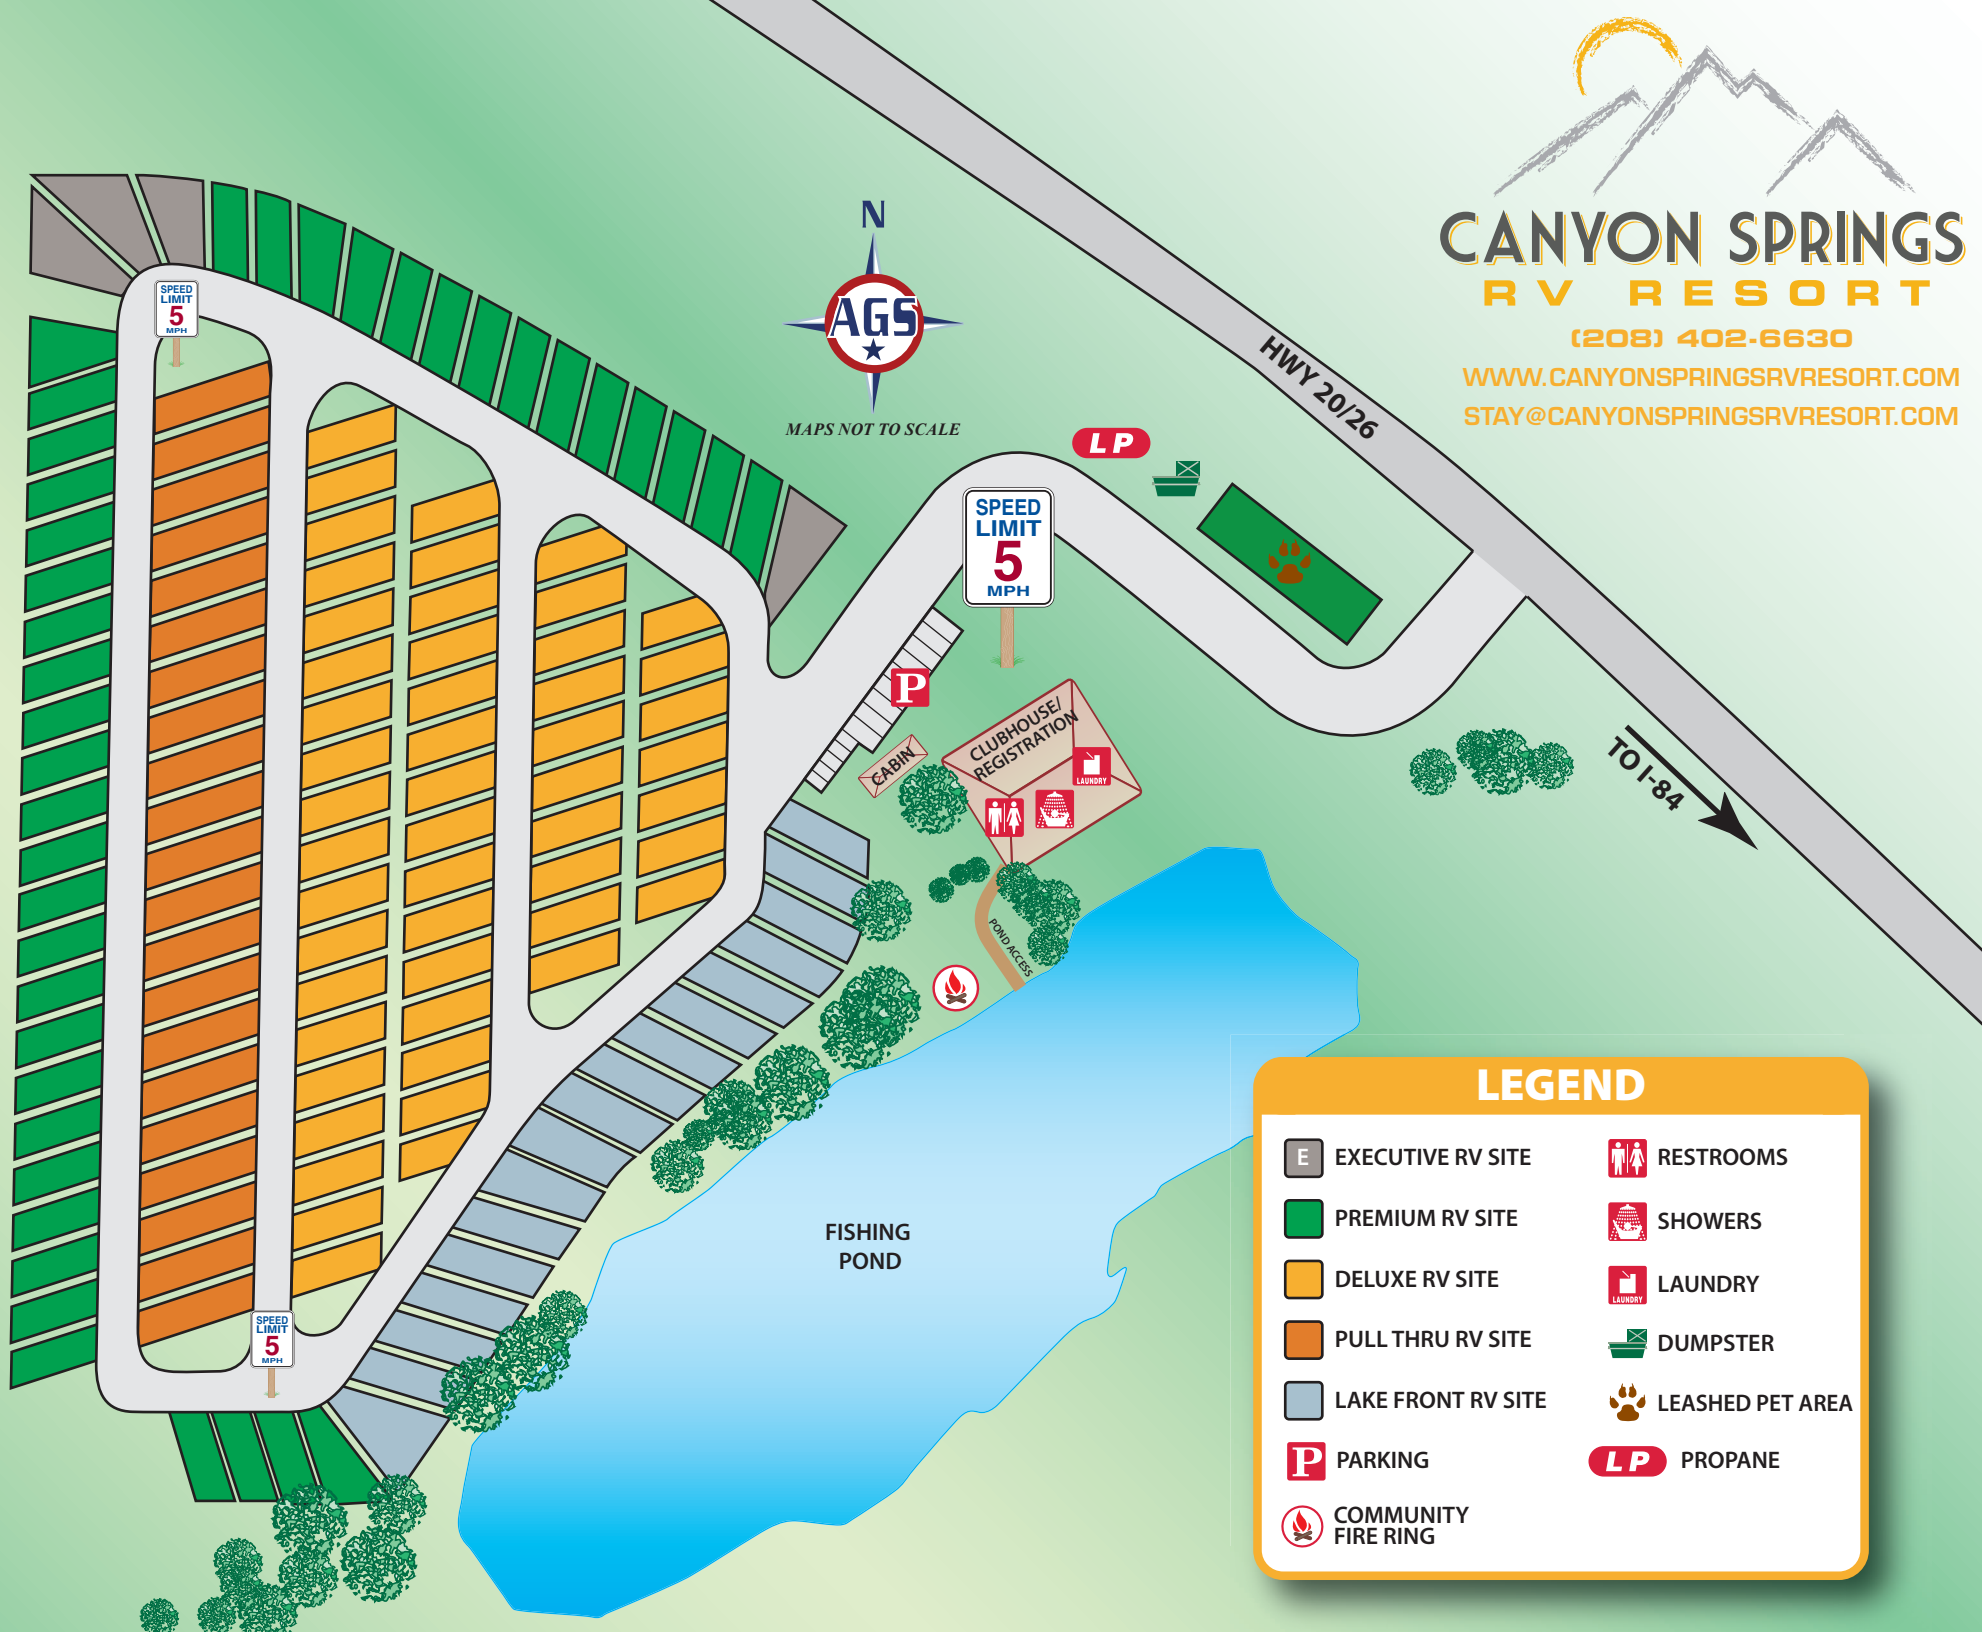 CANYON SPRINGS
RV RESORT
(208) 402-6630
WWW.CANYONSPRINGSRVRESORT.COM
STAY@CANYONSPRINGSRVRESORT.COM
N
AGS
MAPS NOT TO SCALE
HWY 20/26
LP
SPEED
LIMIT
5
MPH
SPEED
LIMIT
5
MPH
P
CLUBHOUSE/
REGISTRATION
LAUNDRY
CABIN
TO I-84
POND ACCESS
FISHING
POND
SPEED
LIMIT
5
MPH
LEGEND
E EXECUTIVE RV SITE
PREMIUM RV SITE
DELUXE RV SITE
PULL THRU RV SITE
LAKE FRONT RV SITE
P PARKING
COMMUNITY
FIRE RING
RESTROOMS
SHOWERS
LAUNDRY LAUNDRY
DUMPSTER
LEASHED PET AREA
LP PROPANE